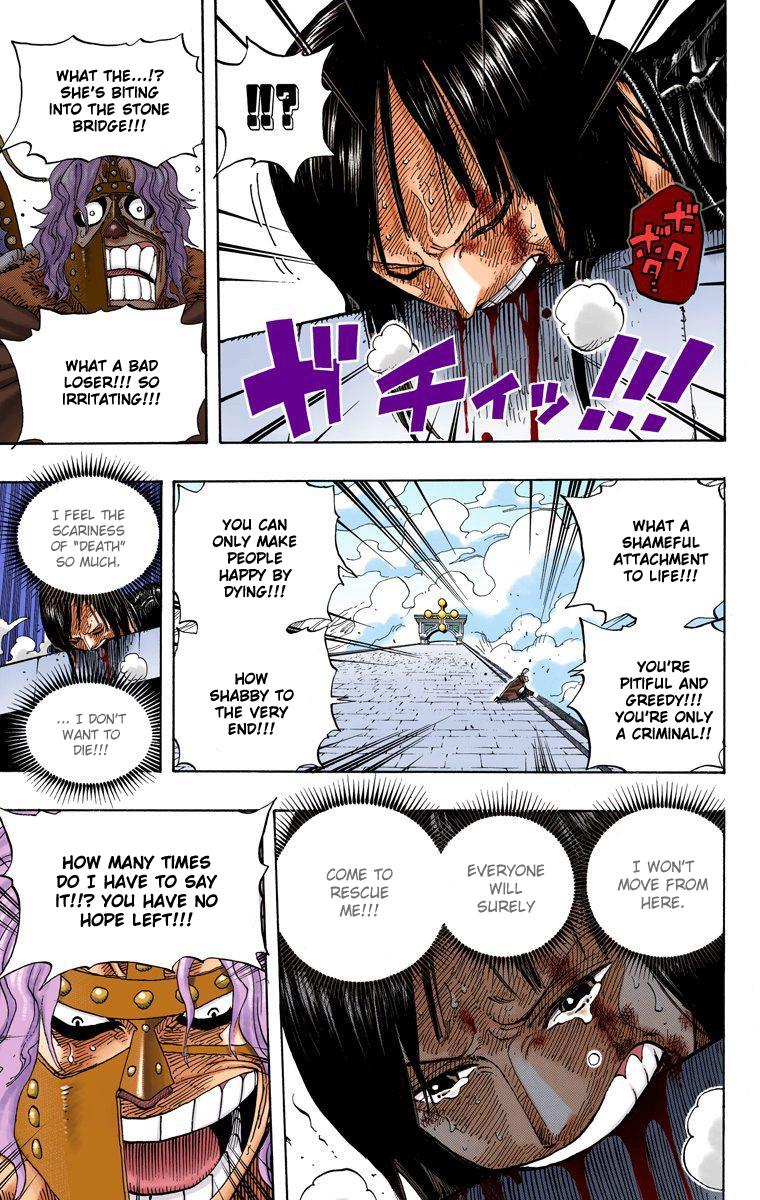 !!?
ボタ
ボタ…
ガチィッ!!!
WHAT THE...!?
SHE'S BITING
INTO THE STONE
BRIDGE!!!
WHAT A BAD
LOSER!!! SO
IRRITATING!!!
WHAT A
SHAMEFUL
ATTACHMENT
TO LIFE!!!
YOU'RE
PITIFUL AND
GREEDY!!!
YOU'RE ONLY
A CRIMINAL!!
YOU CAN
ONLY MAKE
PEOPLE
HAPPY BY
DYING!!!
HOW
SHABBY TO
THE VERY
END!!!
I FEEL THE
SCARINESS
OF "DEATH"
SO MUCH.
... I DON'T
WANT TO
DIE!!!
I WON'T
MOVE FROM
HERE.
EVERYONE
WILL
SURELY
COME TO
RESCUE
ME!!!
HOW MANY TIMES
DO I HAVE TO SAY
IT!!? YOU HAVE NO
HOPE LEFT!!!